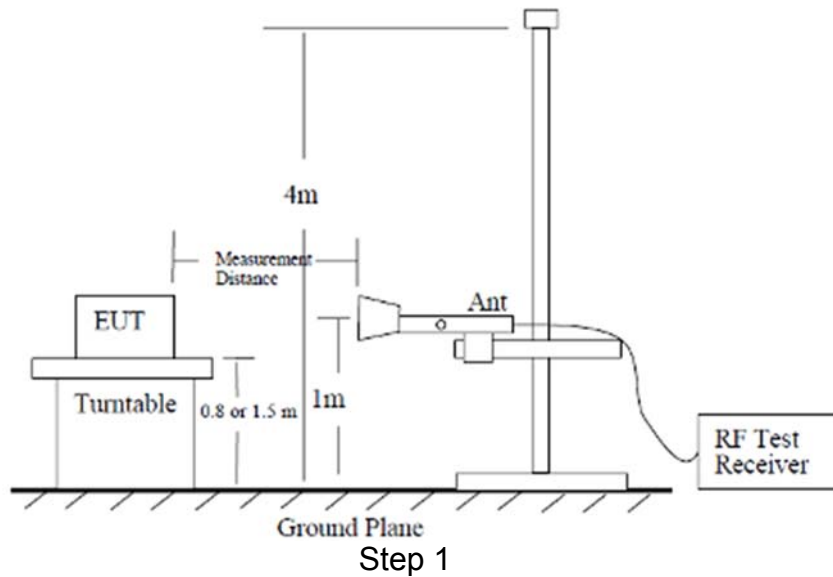 4m
Measurement
Distance
EUT
Ant
Turntable
0.8 or 1.5 m
1m
RF Test
Receiver
Ground Plane
Step 1